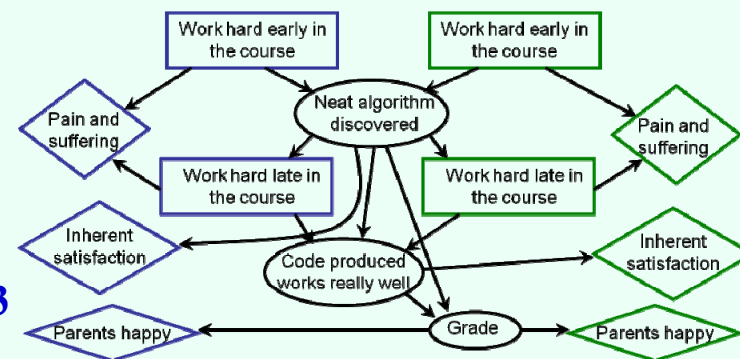 Work hard early in
the course
Work hard early in
the course
Neat algorithm
discovered
Pain and
suffering
Pain and
suffering
Work hard late in
the course
Work hard late in
the course
Inherent
satisfaction
Code produced
works really well
Inherent
satisfaction
Parents happy
Grade
Parents happy